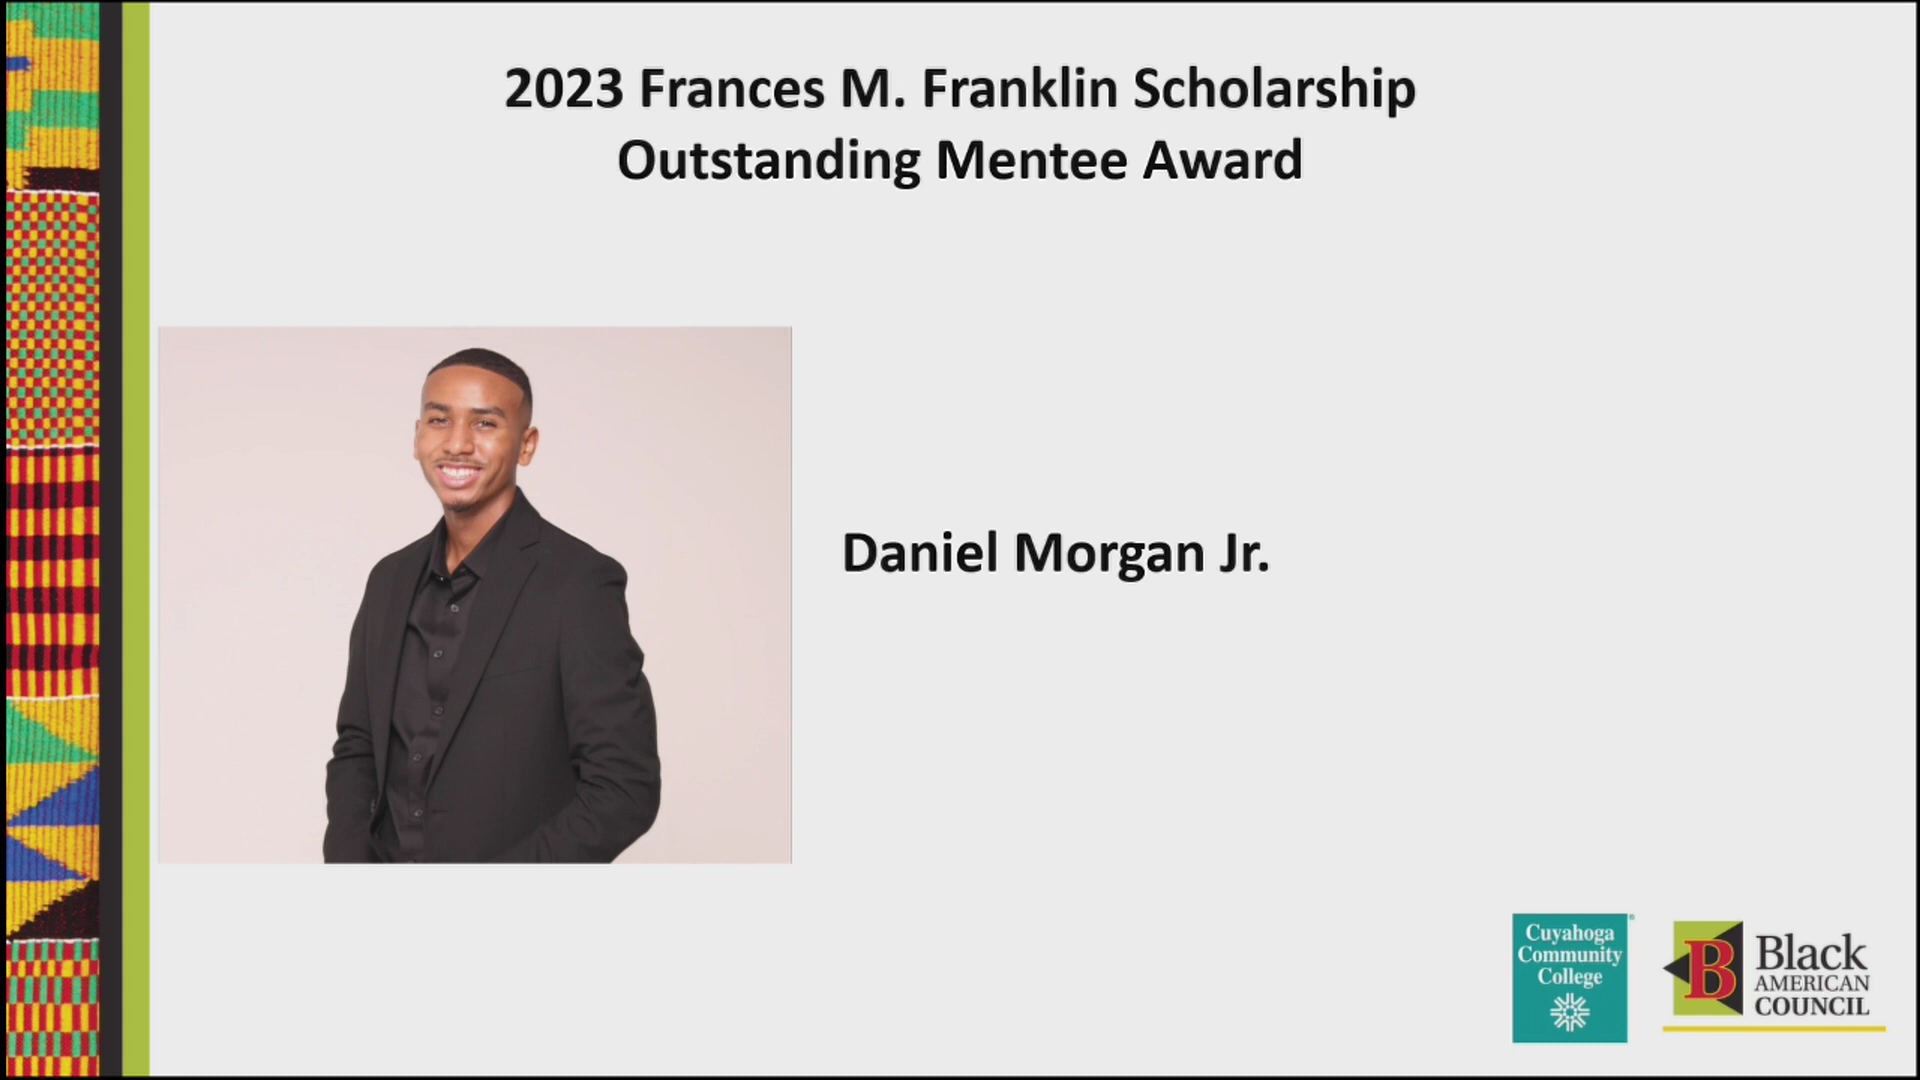 2023 Frances M. Franklin Scholarship
Outstanding Mentee Award
Daniel Morgan Jr.
Cuyahoga
Community
College
®
B
Black
AMERICAN
COUNCIL